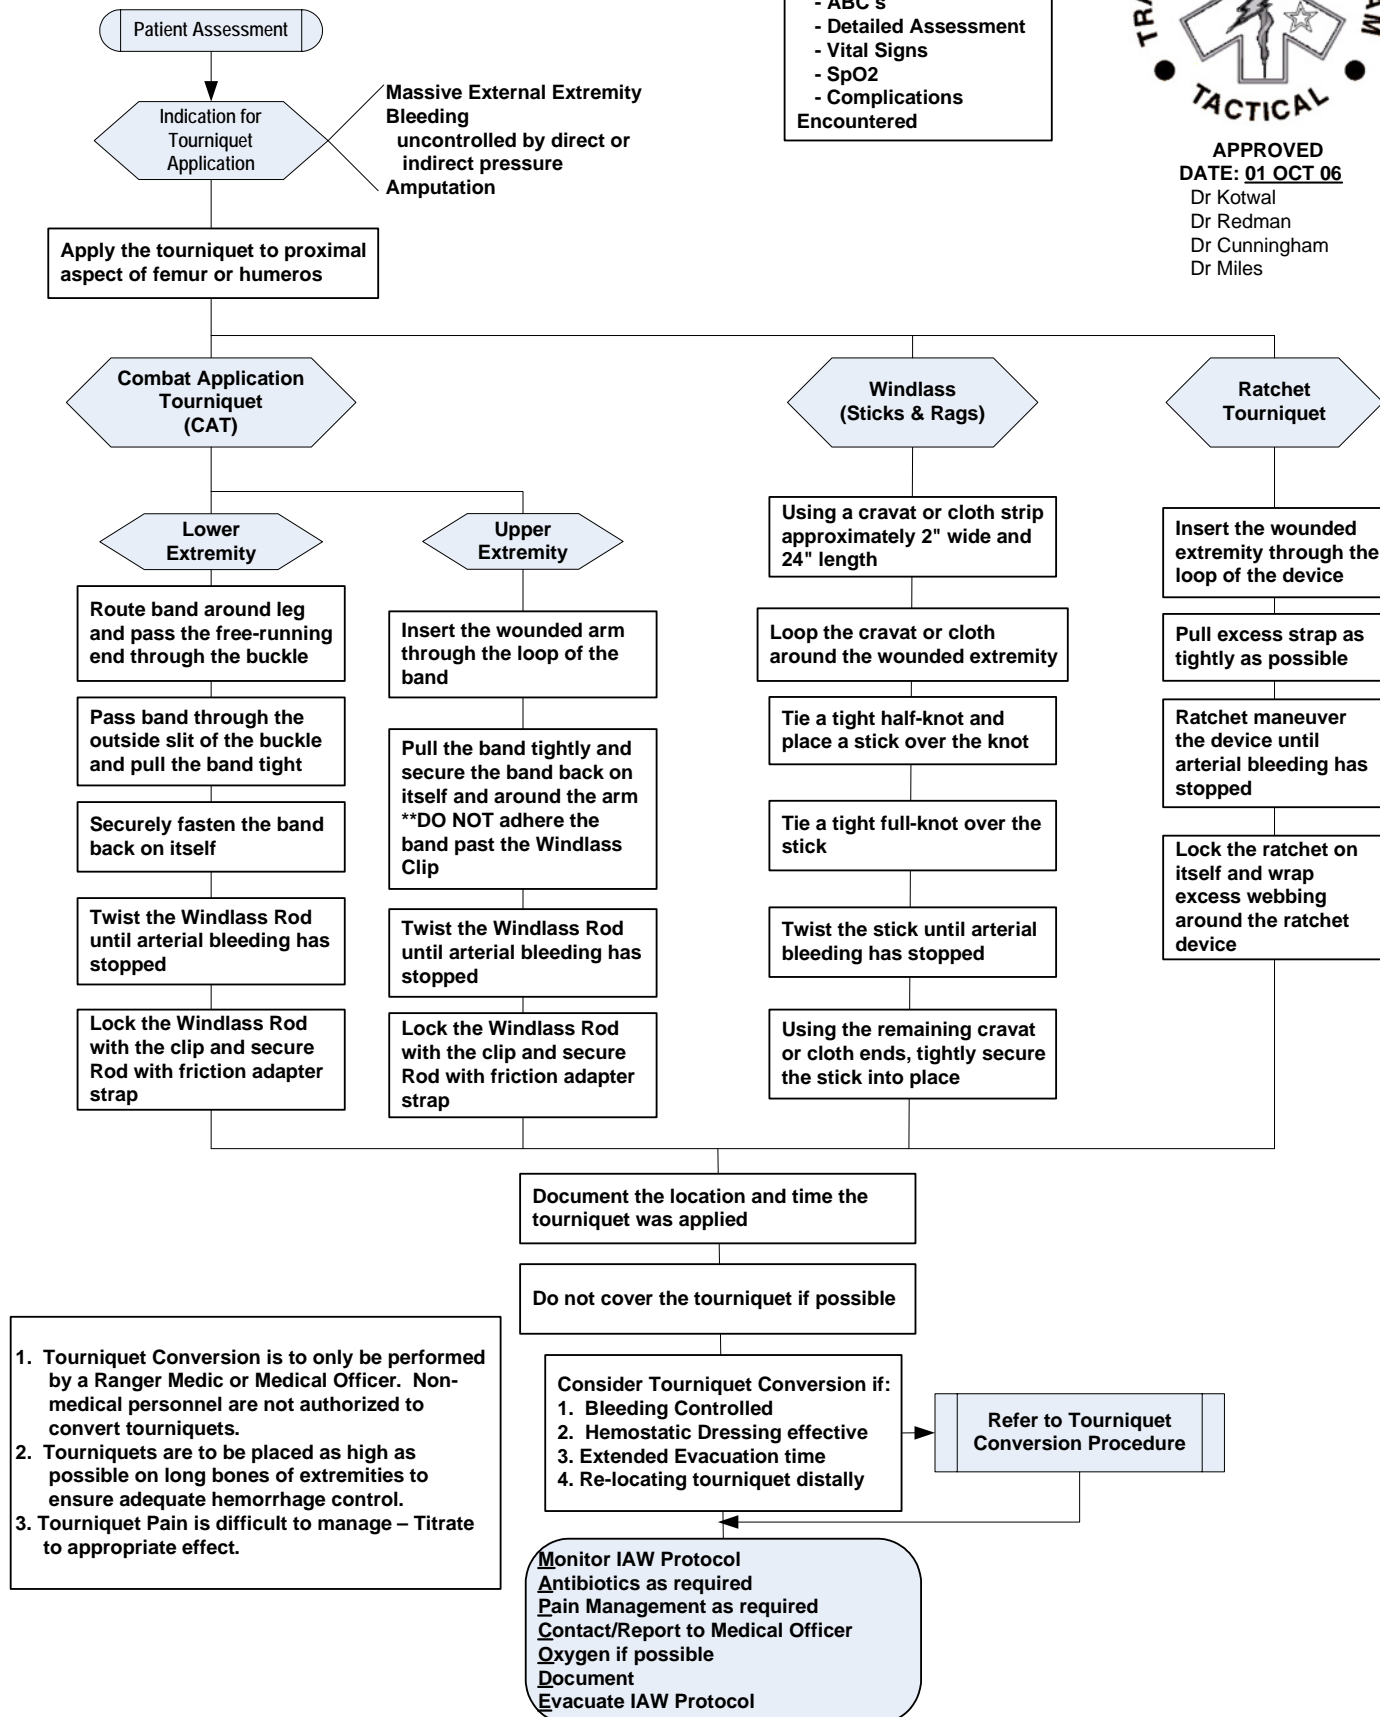 Patient Assessment
Indication for
Tourniquet
Application
Massive External Extremity
Bleeding
uncontrolled by direct or
indirect pressure
Amputation
- ABC's
- Detailed Assessment
- Vital Signs
- SpO2
- Complications
Encountered
TACTICAL
APPROVED
DATE: 01 OCT 06
Dr Kotwal
Dr Redman
Dr Cunningham
Dr Miles
Apply the tourniquet to proximal
aspect of femur or humeros
Combat Application
Tourniquet
(CAT)
Windlass
(Sticks & Rags)
Ratchet
Tourniquet
Lower
Extremity
Upper
Extremity
Route band around leg
and pass the free-running
end through the buckle
Pass band through the
outside slit of the buckle
and pull the band tight
Securely fasten the band
back on itself
Twist the Windlass Rod
until arterial bleeding has
stopped
Lock the Windlass Rod
with the clip and secure
Rod with friction adapter
strap
Insert the wounded arm
through the loop of the
band
Pull the band tightly and
secure the band back on
itself and around the arm
**DO NOT adhere the
band past the Windlass
Clip
Twist the Windlass Rod
until arterial bleeding has
stopped
Lock the Windlass Rod
with the clip and secure
Rod with friction adapter
strap
Using a cravat or cloth strip
approximately 2" wide and
24" length
Loop the cravat or cloth
around the wounded extremity
Tie a tight half-knot and
place a stick over the knot
Tie a tight full-knot over the
stick
Twist the stick until arterial
bleeding has stopped
Using the remaining cravat
or cloth ends, tightly secure
the stick into place
Insert the wounded
extremity through the
loop of the device
Pull excess strap as
tightly as possible
Ratchet maneuver
the device until
arterial bleeding has
stopped
Lock the ratchet on
itself and wrap
excess webbing
around the ratchet
device
Document the location and time the
tourniquet was applied
Do not cover the tourniquet if possible
Consider Tourniquet Conversion if:
1. Bleeding Controlled
2. Hemostatic Dressing effective
3. Extended Evacuation time
4. Re-locating tourniquet distally
Refer to Tourniquet
Conversion Procedure
1. Tourniquet Conversion is to only be performed
by a Ranger Medic or Medical Officer. Non-
medical personnel are not authorized to
convert tourniquets.
2. Tourniquets are to be placed as high as
possible on long bones of extremities to
ensure adequate hemorrhage control.
3. Tourniquet Pain is difficult to manage – Titrate
to appropriate effect.
Monitor IAW Protocol
Antibiotics as required
Pain Management as required
Contact/Report to Medical Officer
Oxygen if possible
Document
Evacuate IAW Protocol